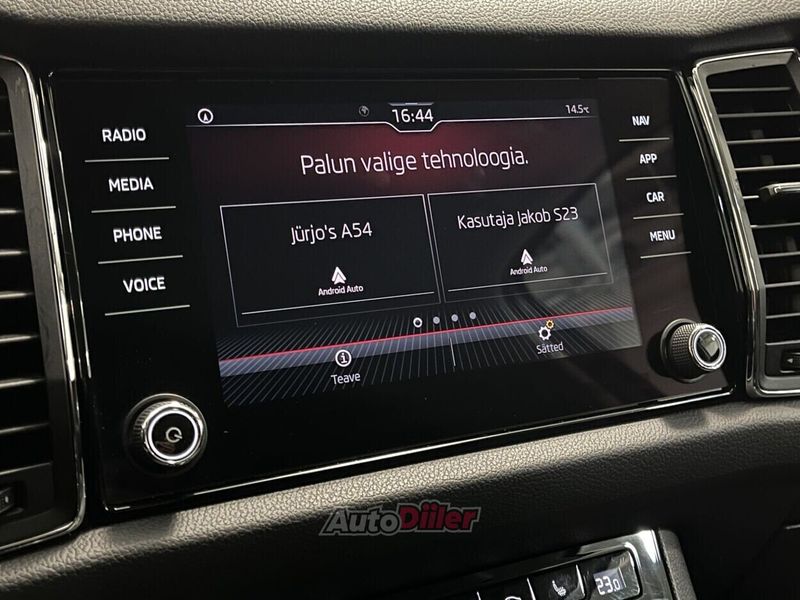 16:44
14.5°C
Palun valige tehnoloogia.
Jürjo's A54
Android Auto
Kasutaja Jakob S23
Android Auto
Teave
Sätted
RADIO
MEDIA
PHONE
VOICE
NAV
APP
CAR
MENU
AutoDiiler
23.0